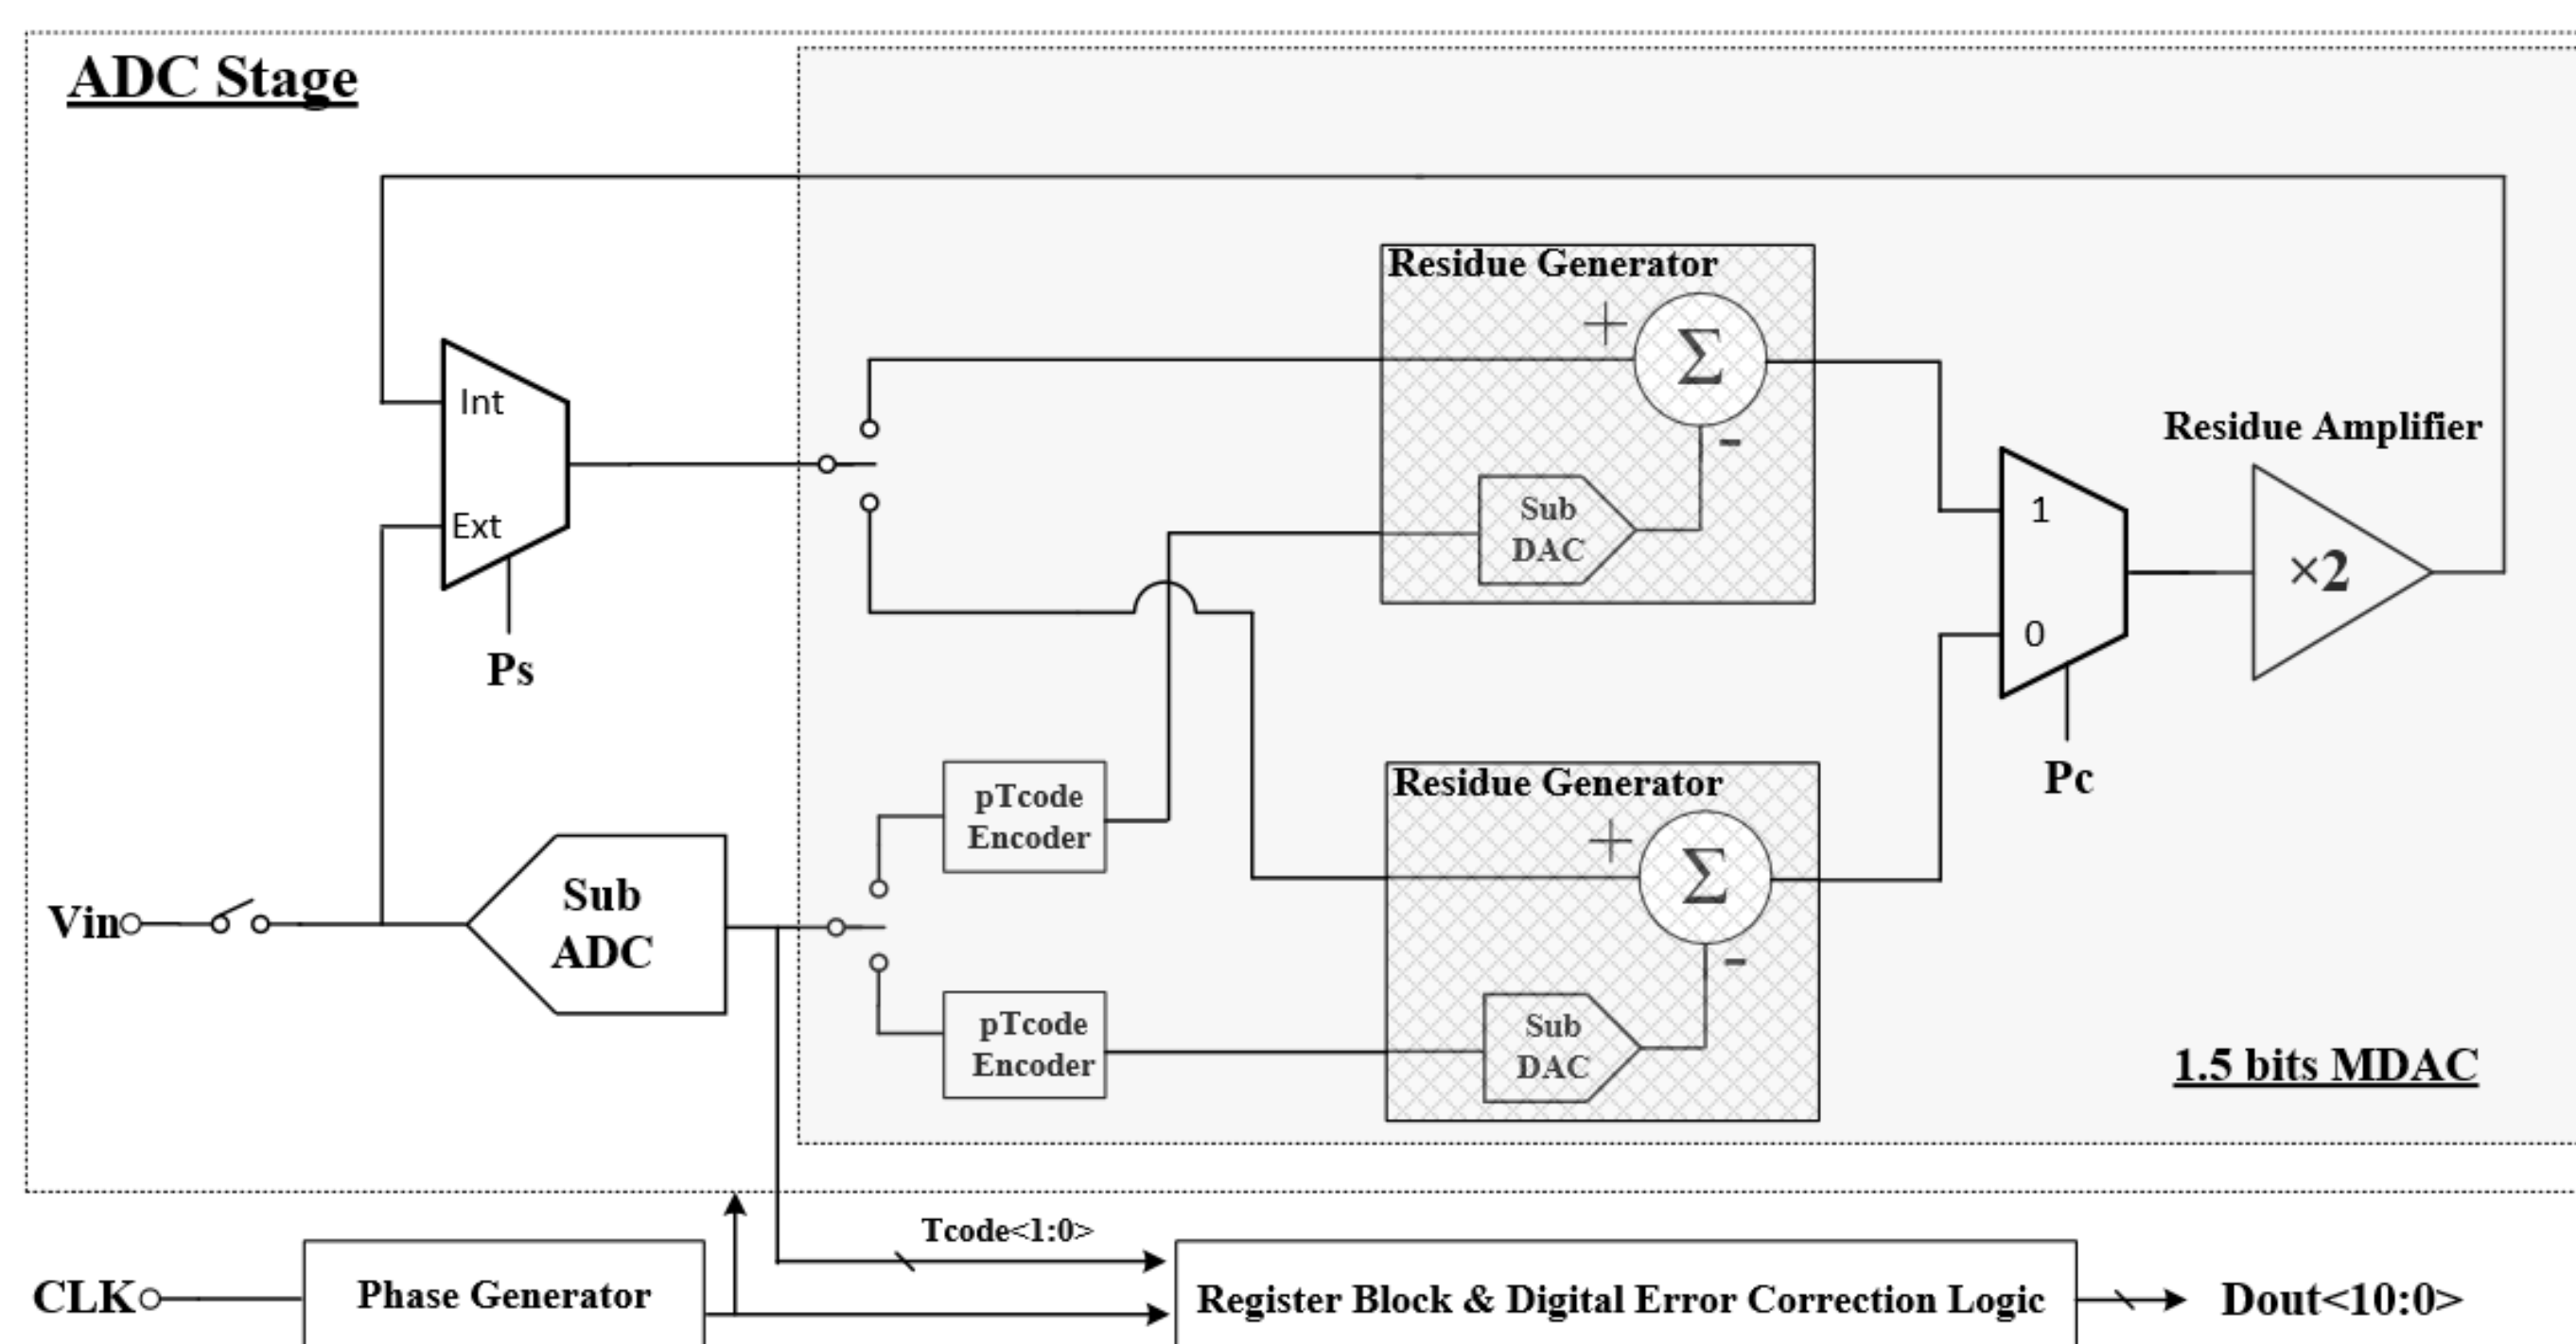 ADC Stage
Residue Generator
+
Σ
-
Sub
DAC
Int
Ext
Ps
Residue Amplifier
1
0
×2
Pc
pTcode
Encoder
Residue Generator
+
Σ
-
Sub
DAC
Vin
Sub
ADC
pTcode
Encoder
1.5 bits MDAC
Tcode<1:0>
CLK
Phase Generator
Register Block & Digital Error Correction Logic
Dout<10:0>